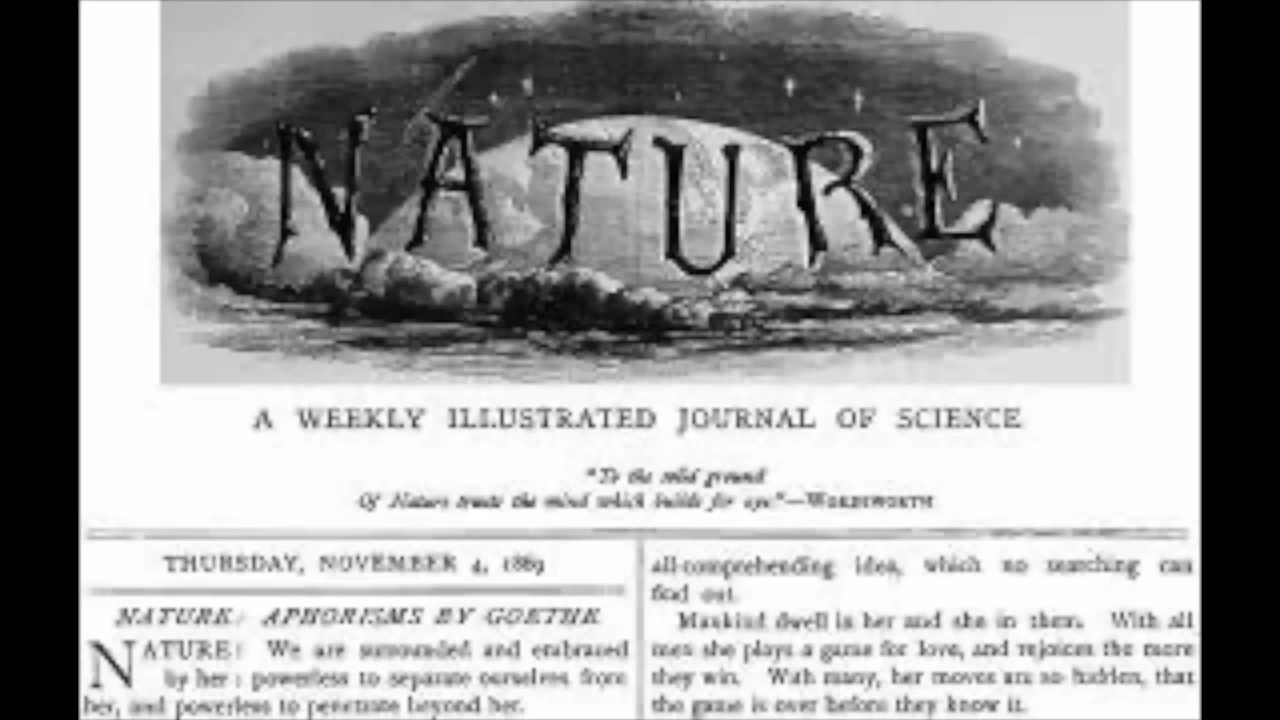 NATURE
A WEEKLY ILLUSTRATED JOURNAL OF SCIENCE
"To the solid ground
Of Nature trusts the mind which builds for aye."—WORDSWORTH
THURSDAY, NOVEMBER 4, 1869
NATURE: APHORISMS BY GOETHE
NATURE! We are surrounded and embraced
by her: powerless to separate ourselves from
her, and powerless to penetrate beyond her.
all-comprehending idea, which no searching can
find out.
Mankind dwell in her and she in them. With all
men she plays a game for love, and rejoices the more
they win. With many, her moves are so hidden, that
the game is over before they know it.